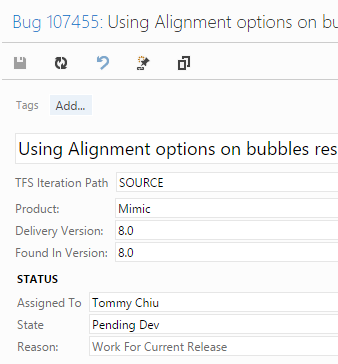 Bug 107455: Using Alignment options on bu
Tags Add...
Using Alignment options on bubbles res
TFS Iteration Path SOURCE
Product: Mimic
Delivery Version: 8.0
Found In Version: 8.0
STATUS
Assigned To Tommy Chiu
State Pending Dev
Reason: Work For Current Release